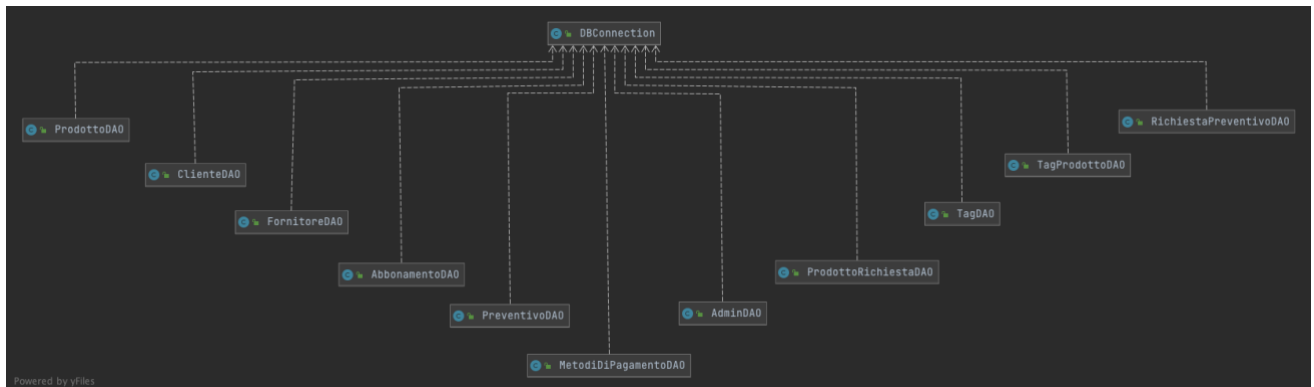 DBConnection
RichiestaPreventivoDAO
ProdottoDAO
TagProdottoDAO
ClienteDAO
TagDAO
FornitoreDAO
ProdottoRichiestaDAO
AbbonamentoDAO
AdminDAO
PreventivoDAO
MetodiDiPagamentoDAO
Powered by yFiles